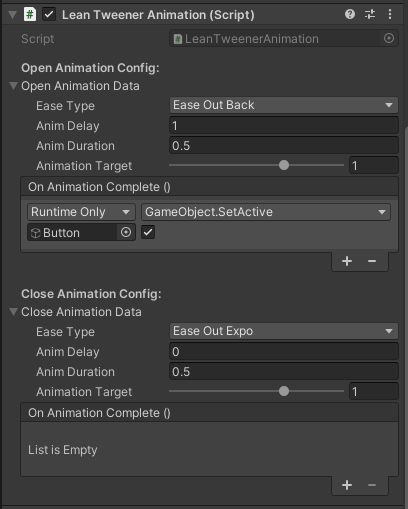 Lean Tweener Animation (Script)
Script LeanTweenerAnimation
Open Animation Config:
Open Animation Data
Ease Type Ease Out Back
Anim Delay 1
Anim Duration 0.5
Animation Target 1
On Animation Complete ()
Runtime Only GameObject.SetActive
Button
Close Animation Config:
Close Animation Data
Ease Type Ease Out Expo
Anim Delay 0
Anim Duration 0.5
Animation Target 1
On Animation Complete ()
List is Empty